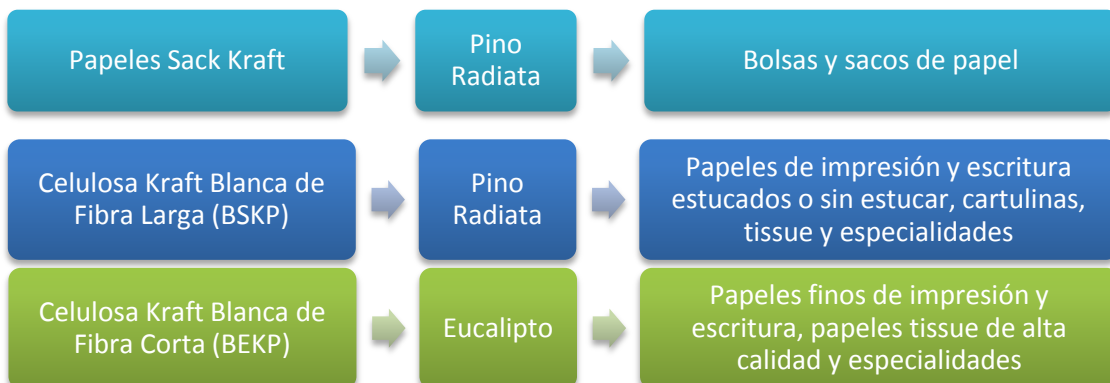 Papeles Sack Kraft
Pino
Radiata
Bolsas y sacos de papel
Celulosa Kraft Blanca de
Fibra Larga (BSKP)
Pino
Radiata
Papeles de impresión y escritura
estucados o sin estucar, cartulinas,
tissue y especialidades
Celulosa Kraft Blanca de
Fibra Corta (BEKP)
Eucalipto
Papeles finos de impresión y
escritura, papeles tissue de alta
calidad y especialidades